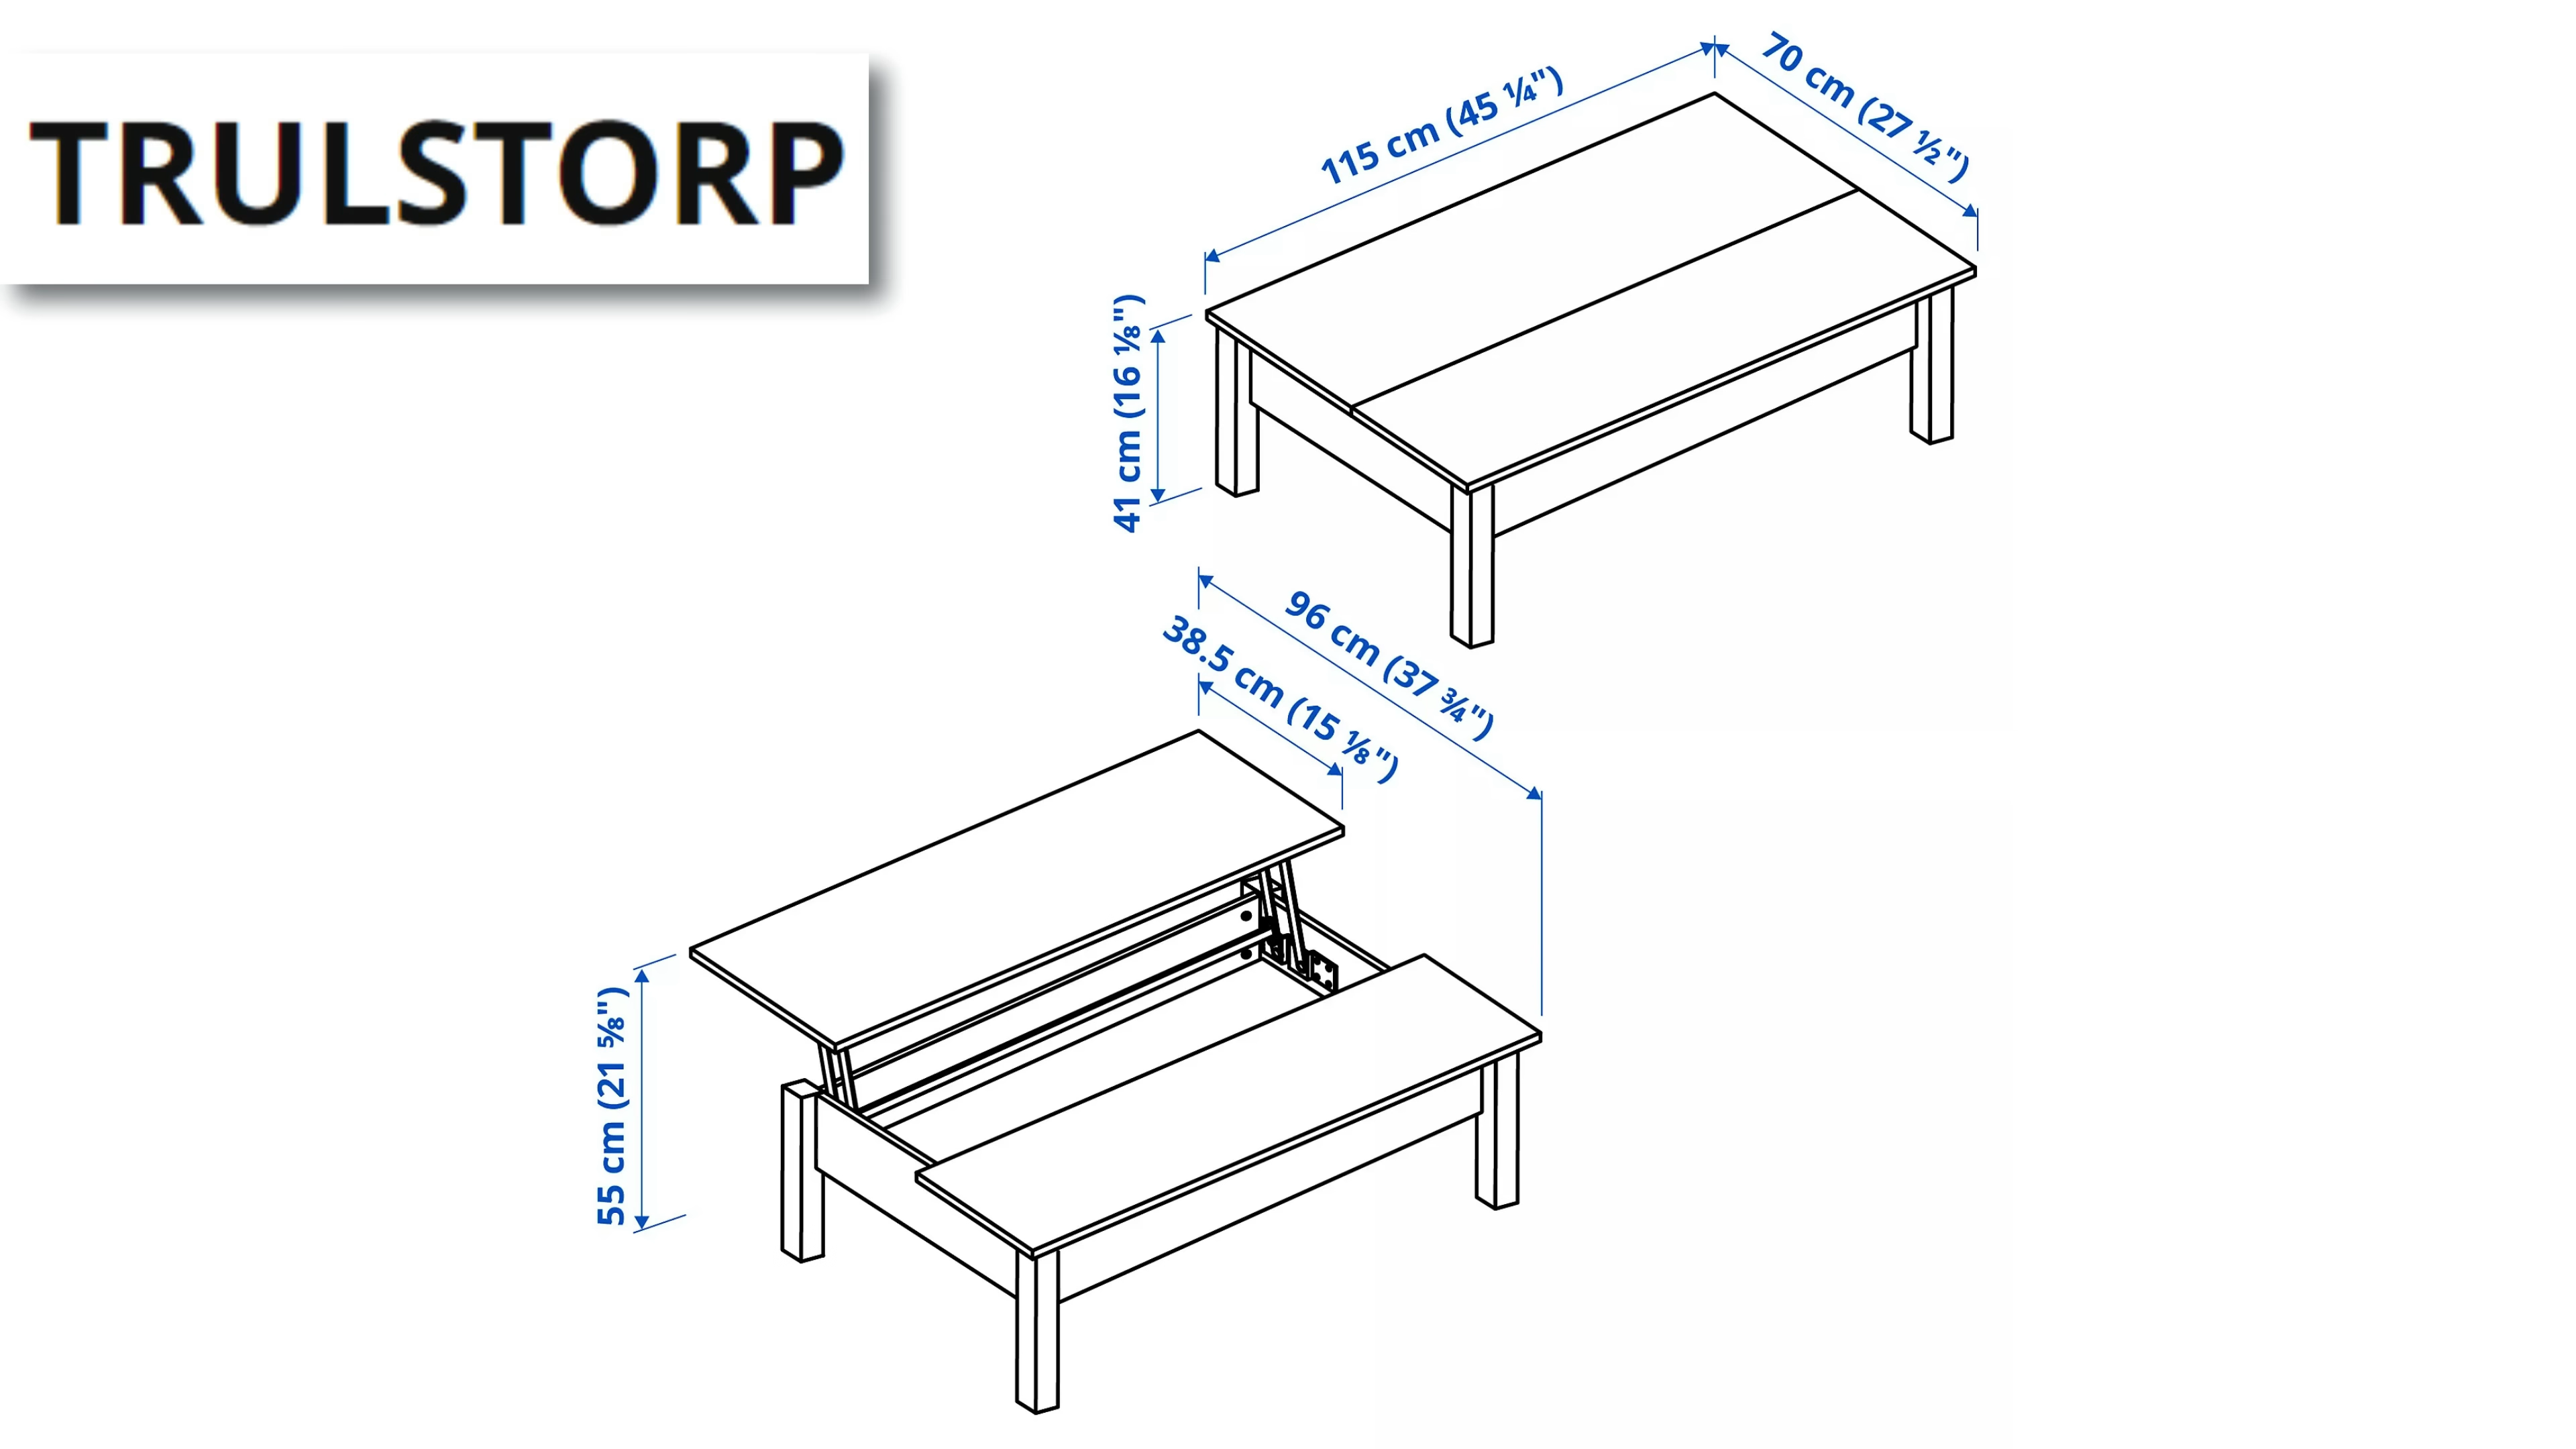 TRULSTORP
115 cm (45 ¼")
70 cm (27 ½")
41 cm (16 ⅛")
96 cm (37 ¾")
38.5 cm (15 ⅛")
55 cm (21 ⅝")